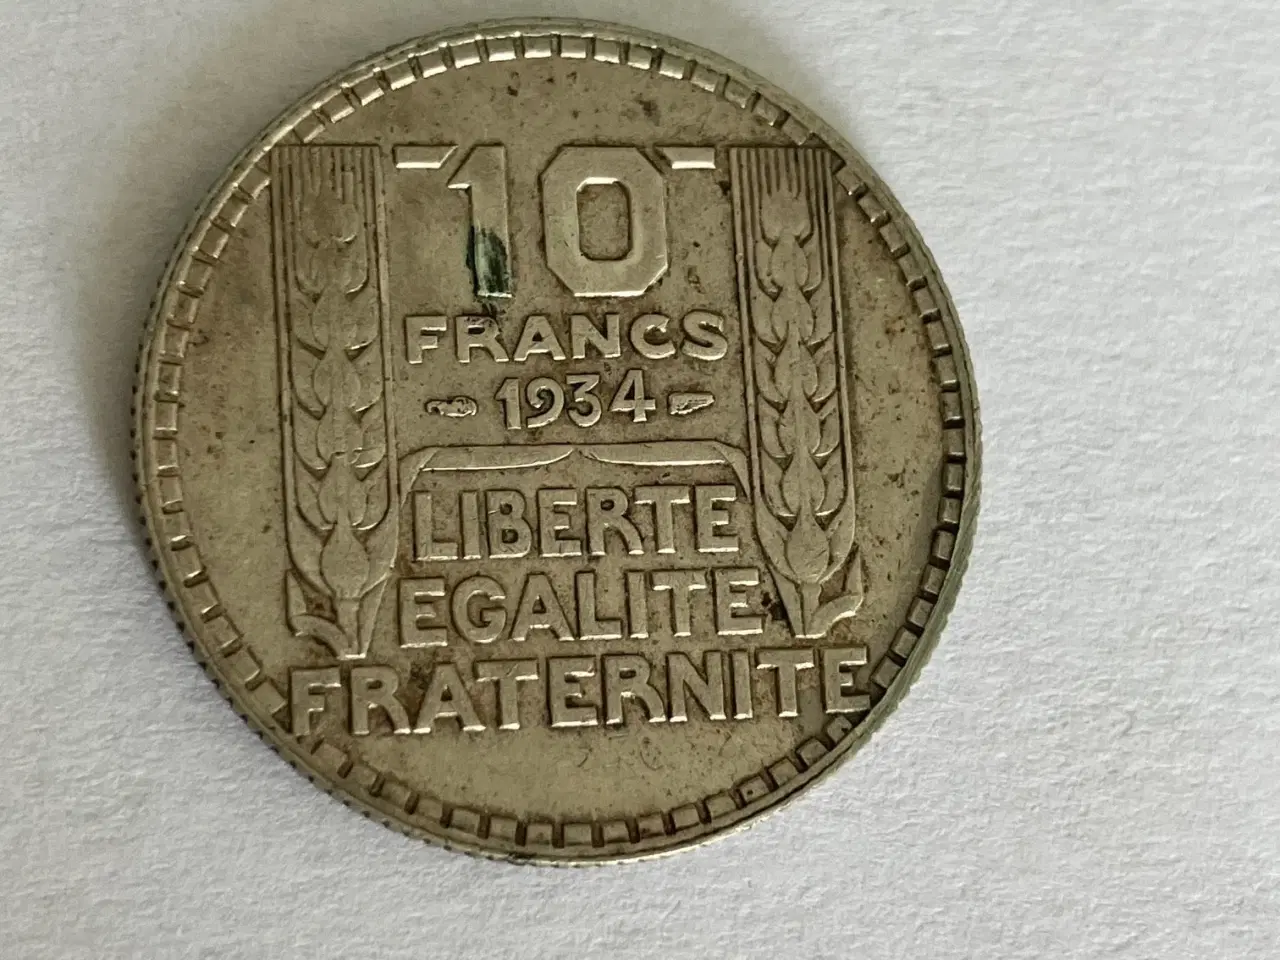 10
FRANCS
1934
LIBERTE
EGALITE
FRATERNITE